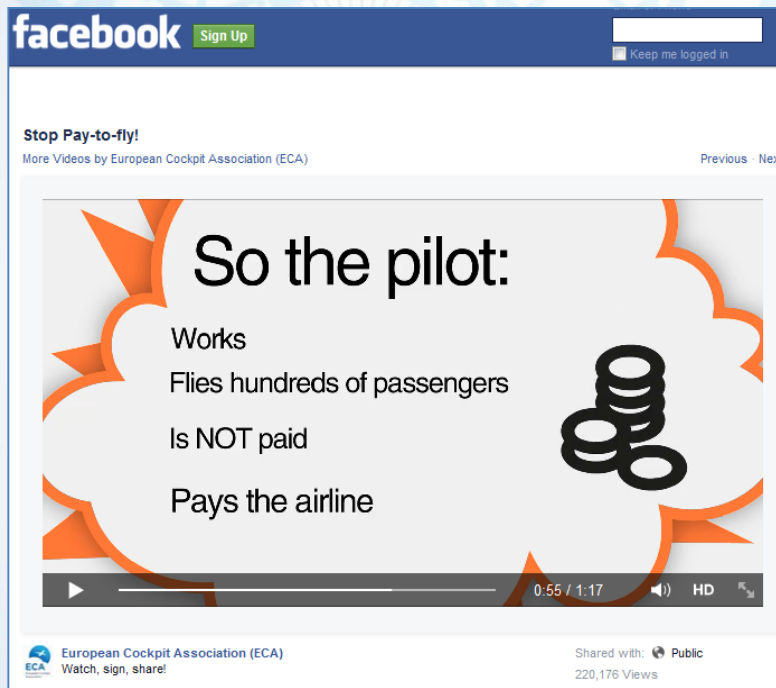 facebook Sign Up
Keep me logged in
Stop Pay-to-fly!
More Videos by European Cockpit Association (ECA) Previous · Nex
So the pilot:
Works
Flies hundreds of passengers
Is NOT paid
Pays the airline
0:55 / 1:17 HD
European Cockpit Association (ECA) Shared with: Public
ECA Watch, sign, share!
220,176 Views